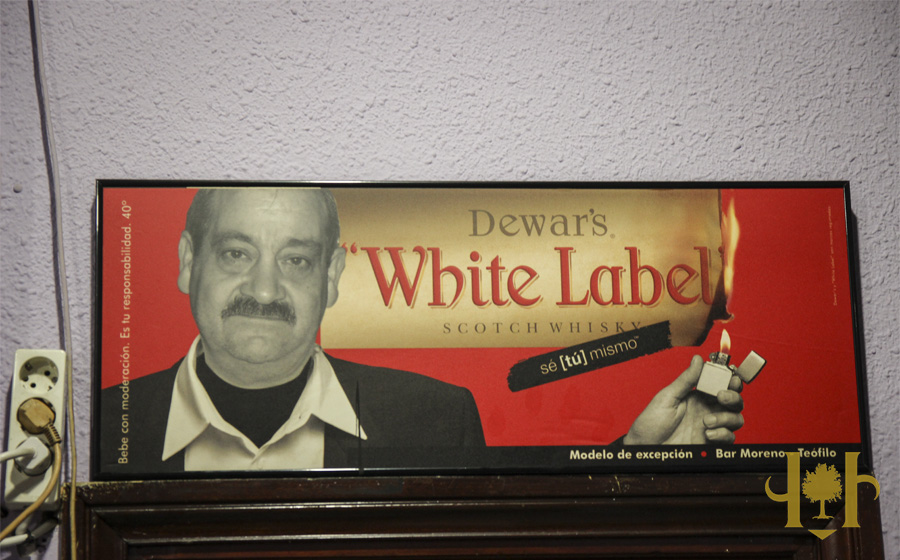 Bebe con moderación. Es tu responsabilidad. 40º
Dewar's
"White Label"
SCOTCH WHISKY
sé [tú] mismo
Modelo de excepción • Bar Moreno Teófilo